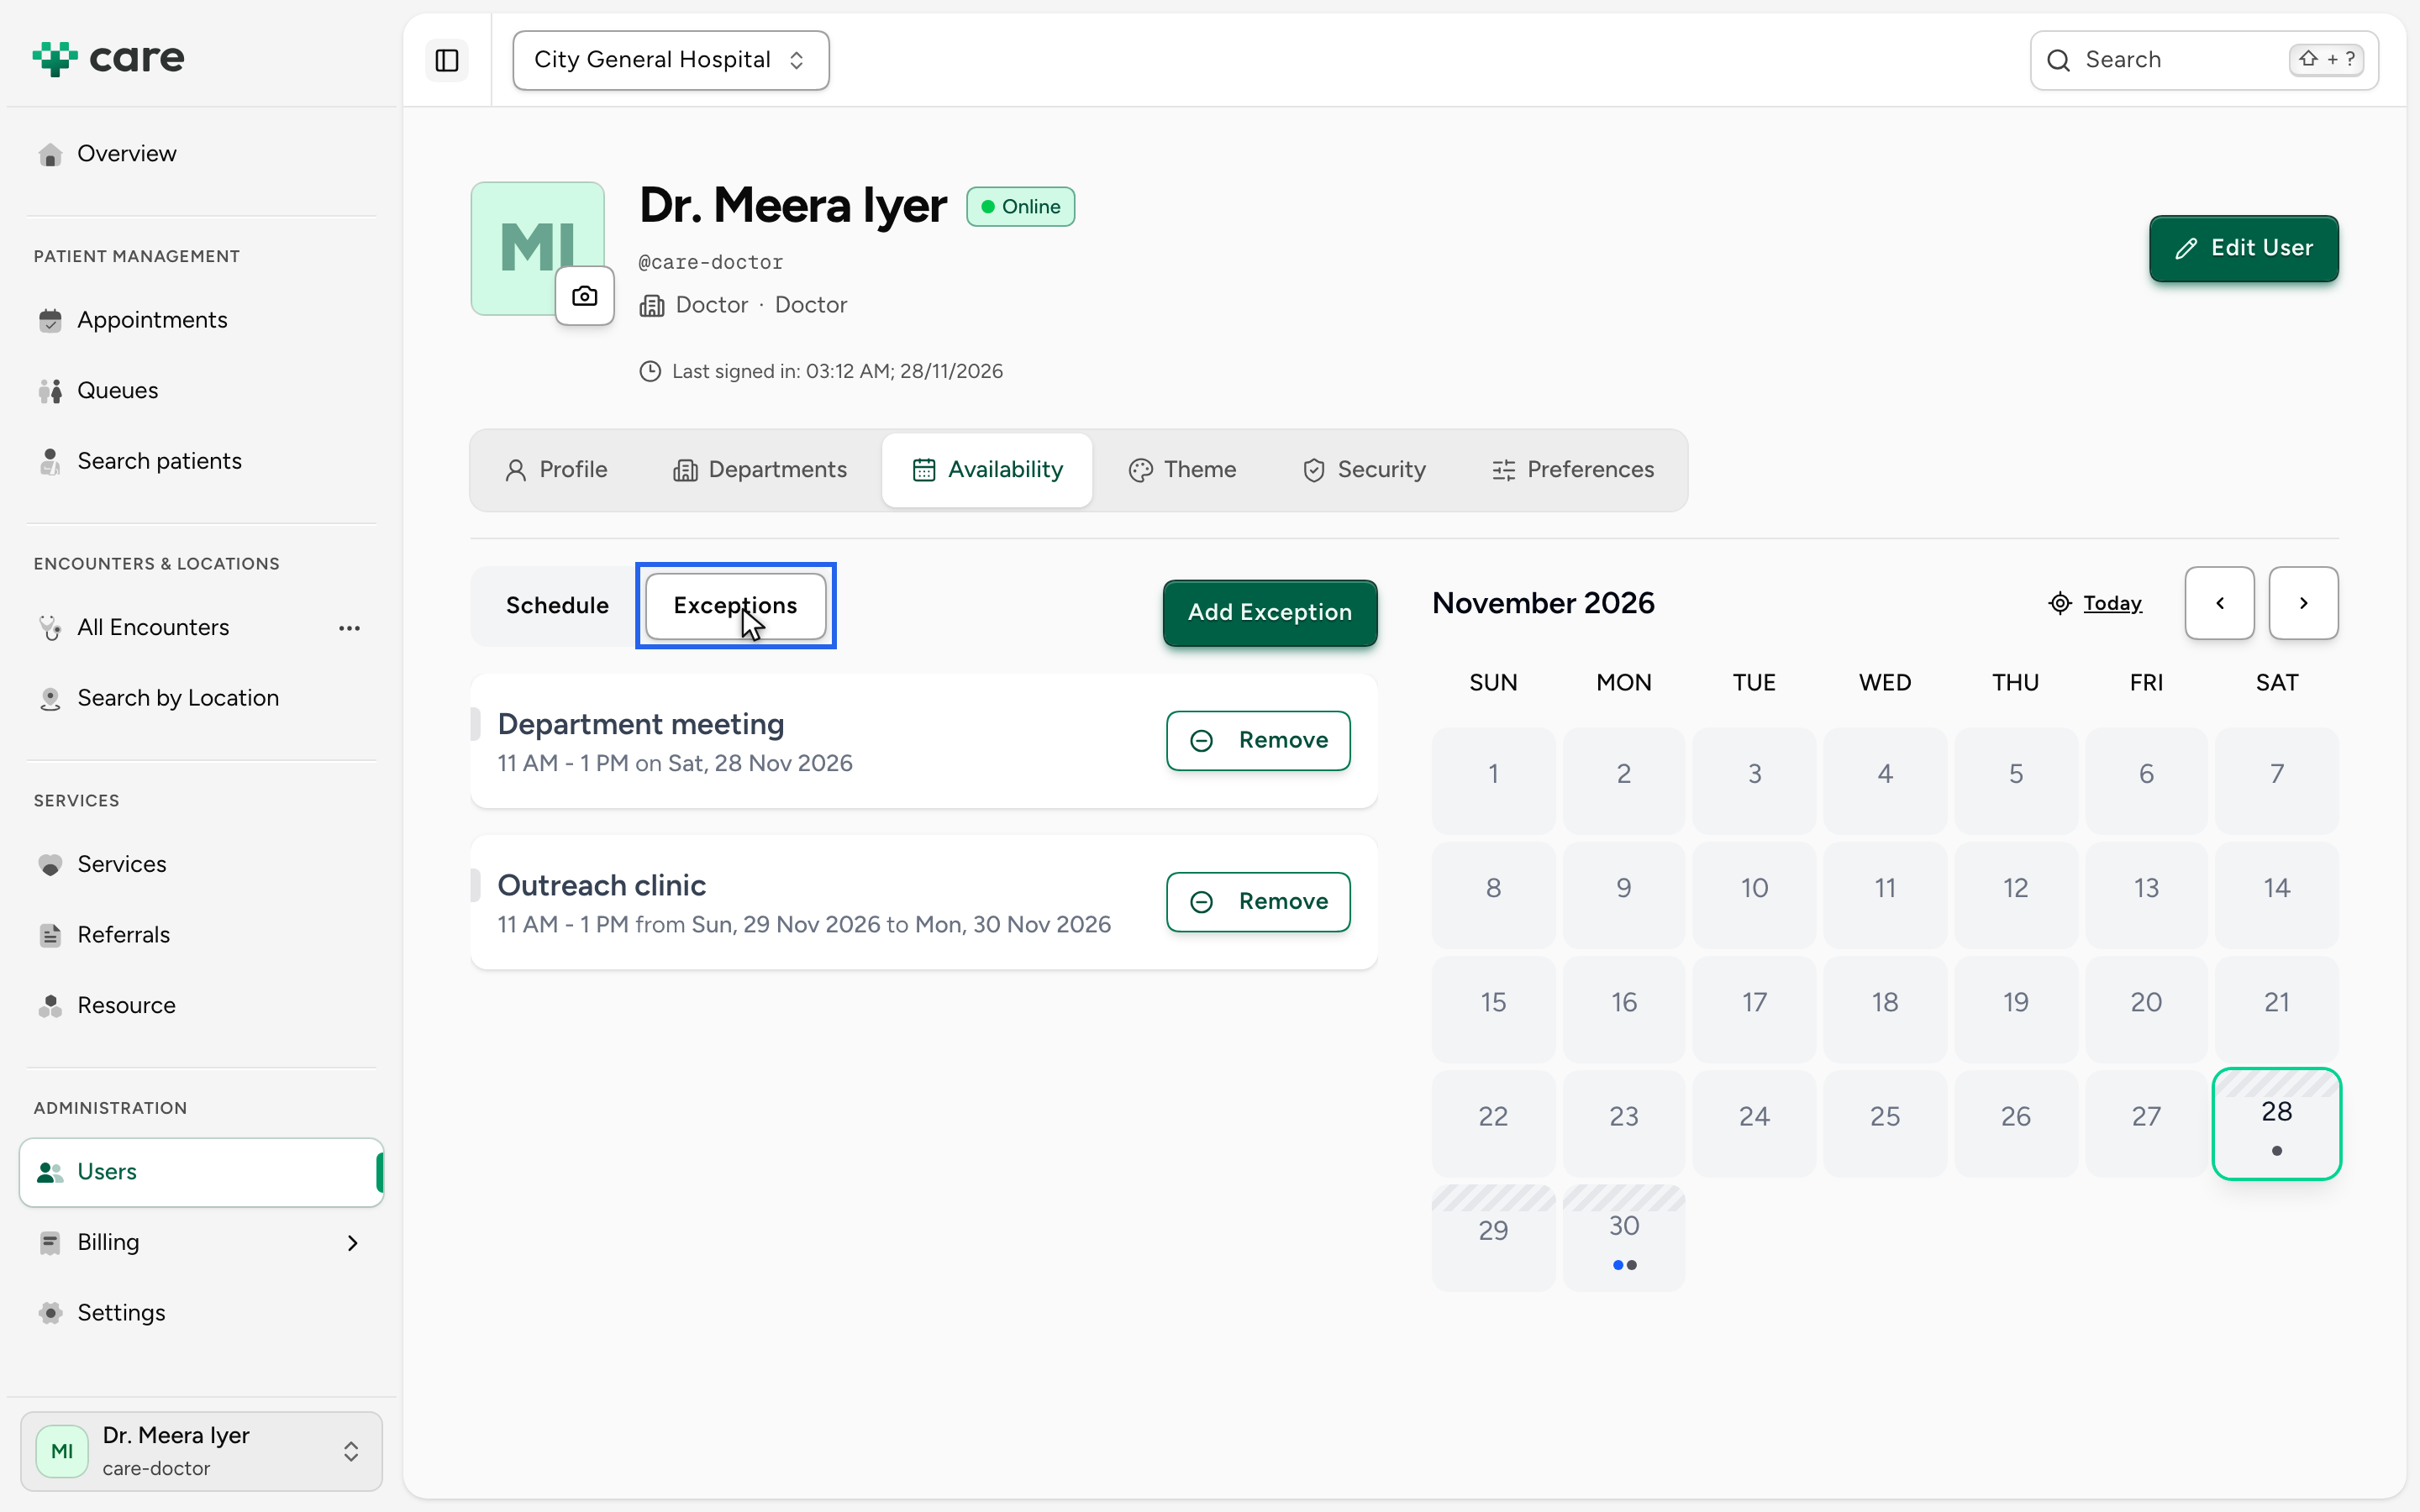 care
City General Hospital
Search
⇧ + ?
Overview
PATIENT MANAGEMENT
Appointments
Queues
Search patients
ENCOUNTERS & LOCATIONS
All Encounters
Search by Location
SERVICES
Services
Referrals
Resource
ADMINISTRATION
Users
Billing
Settings
MI
Dr. Meera Iyer
care-doctor
MI
Dr. Meera Iyer
Online
@care-doctor
Doctor · Doctor
Last signed in: 03:12 AM; 28/11/2026
Edit User
Profile
Departments
Availability
Theme
Security
Preferences
Schedule
Exceptions
Add Exception
Department meeting
11 AM - 1 PM on Sat, 28 Nov 2026
Remove
Outreach clinic
11 AM - 1 PM from Sun, 29 Nov 2026 to Mon, 30 Nov 2026
Remove
November 2026
Today
SUN MON TUE WED THU FRI SAT
1 2 3 4 5 6 7
8 9 10 11 12 13 14
15 16 17 18 19 20 21
22 23 24 25 26 27 28
29 30